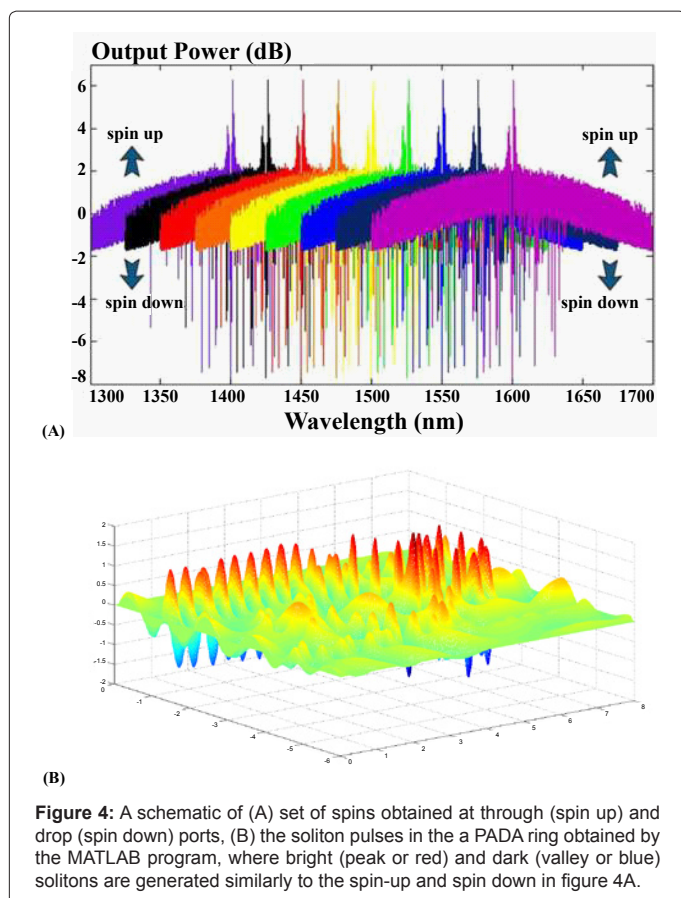 Output Power (dB)
6
4
2
0
-2
-4
-6
-8
spin up
spin up
spin down
spin down
1300 1350 1400 1450 1500 1550 1600 1650 1700
Wavelength (nm)
(A)
2
1.5
1
0.5
0
-0.5
-1
-1.5
-2
0
-1
-2
-3
-4
-5
-6
0
1
2
3
4
5
6
7
8
(B)
Figure 4: A schematic of (A) set of spins obtained at through (spin up) and
drop (spin down) ports, (B) the soliton pulses in the a PADA ring obtained by
the MATLAB program, where bright (peak or red) and dark (valley or blue)
solitons are generated similarly to the spin-up and spin down in figure 4A.